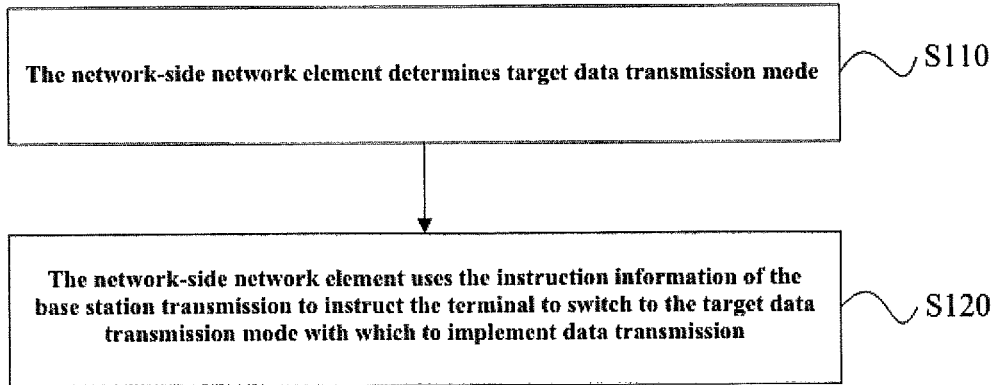 The network-side network element determines target data transmission mode
S110
The network-side network element uses the instruction information of the
base station transmission to instruct the terminal to switch to the target data
transmission mode with which to implement data transmission
S120